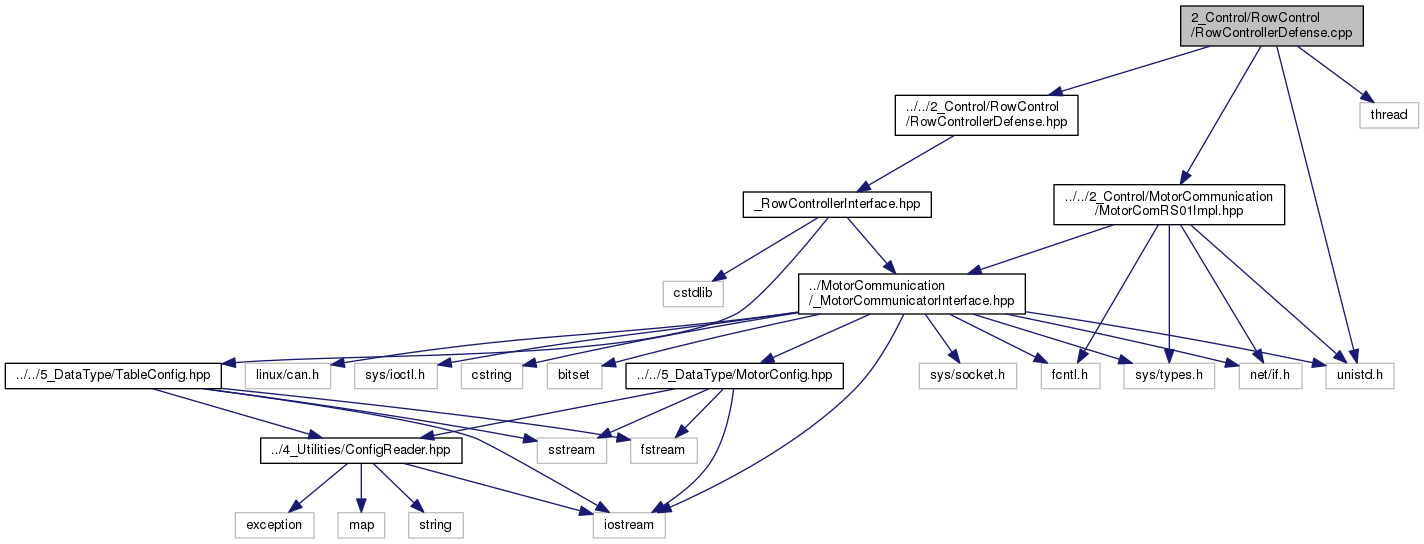 2_Control/RowControl
/RowControllerDefense.cpp
../../2_Control/RowControl
/RowControllerDefense.hpp
thread
_RowControllerInterface.hpp
../../2_Control/MotorCommunication
/MotorComRS01Impl.hpp
cstdlib
../MotorCommunication
/_MotorCommunicatorInterface.hpp
../../5_DataType/TableConfig.hpp
linux/can.h
sys/ioctl.h
cstring
bitset
../../5_DataType/MotorConfig.hpp
sys/socket.h
fcntl.h
sys/types.h
net/if.h
unistd.h
../4_Utilities/ConfigReader.hpp
sstream
fstream
exception
map
string
iostream